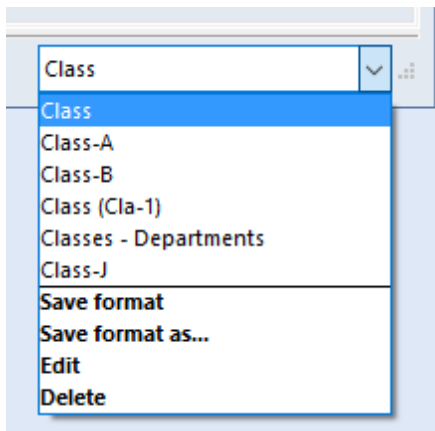 Class
Class
Class-A
Class-B
Class (Cla-1)
Classes - Departments
Class-J
Save format
Save format as...
Edit
Delete